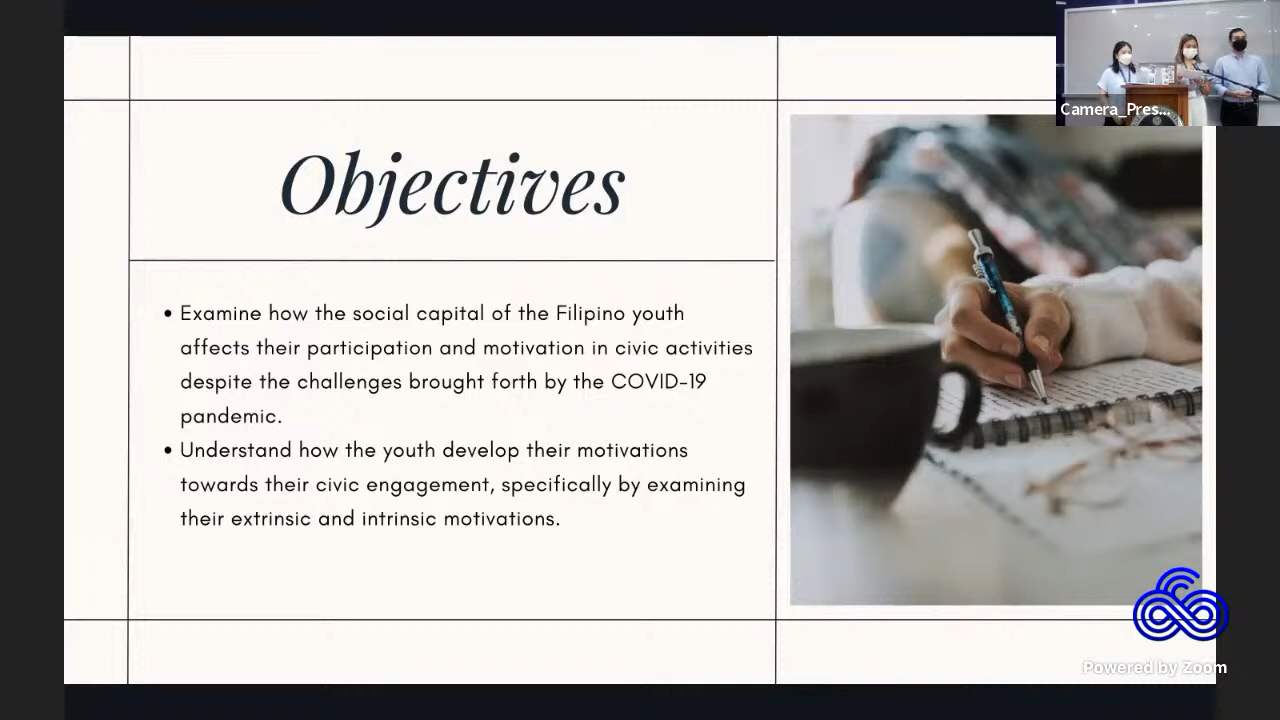 Camera_Pres...
Objectives
• Examine how the social capital of the Filipino youth
affects their participation and motivation in civic activities
despite the challenges brought forth by the COVID-19
pandemic.
• Understand how the youth develop their motivations
towards their civic engagement, specifically by examining
their extrinsic and intrinsic motivations.
Powered by Zoom